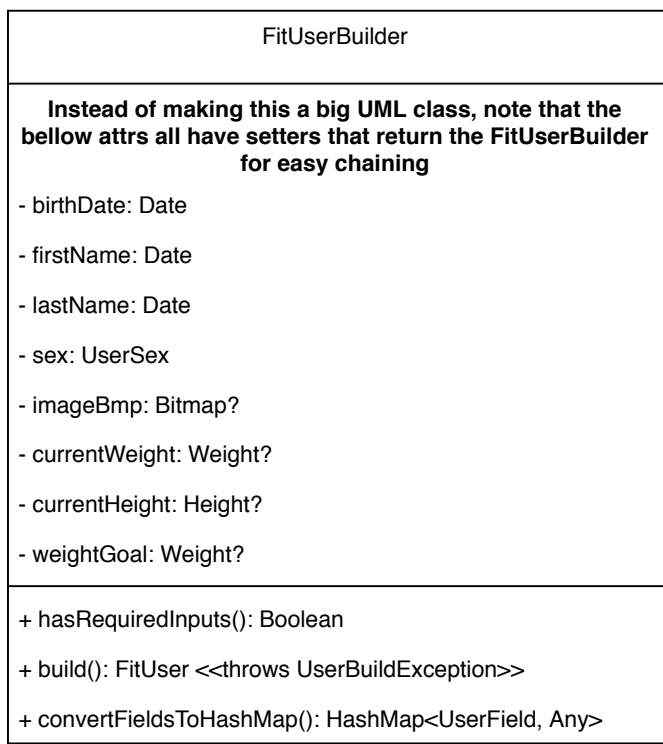 FitUserBuilder
Instead of making this a big UML class, note that the
bellow attrs all have setters that return the FitUserBuilder
for easy chaining
- birthDate: Date
- firstName: Date
- lastName: Date
- sex: UserSex
- imageBmp: Bitmap?
- currentWeight: Weight?
- currentHeight: Height?
- weightGoal: Weight?
+ hasRequiredInputs(): Boolean
+ build(): FitUser <<throws UserBuildException>>
+ convertFieldsToHashMap(): HashMap<UserField, Any>